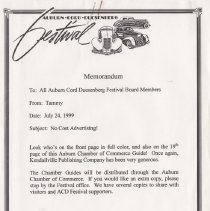 AUBURN·CORD·DUESENBERG
Festival
Memorandum
To: All Auburn Cord Duesenberg Festival Board Members
From: Tammy
Date: July 24, 1999
Subject: No Cost Advertising!
Look who's on the front page in full color, and also on the 19th
page of this Auburn Chamber of Commerce Guide! Once again,
Kendallville Publishing Company has been very generous.
The Chamber Guides will be distributed through the Auburn
Chamber of Commerce. If you would like an extra copy, please
stop by the Festival office. We have several copies to share with
visitors and ACD Festival supporters.